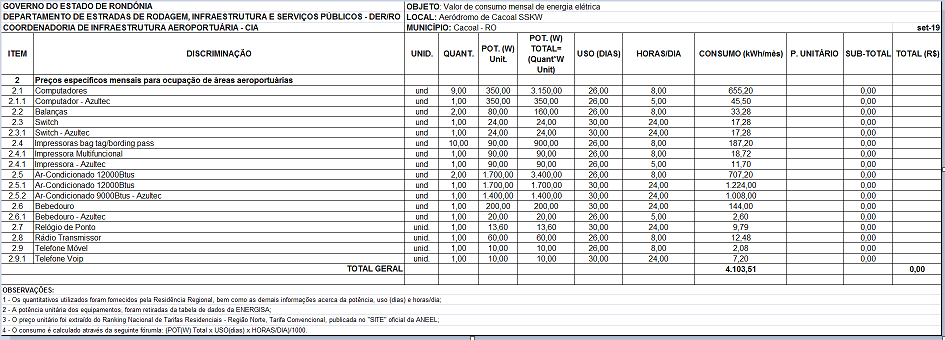 GOVERNO DO ESTADO DE RONDÔNIA OBJETO: Valor de consumo mensal de energia elétrica
DEPARTAMENTO DE ESTRADAS DE RODAGEM, INFRAESTRUTURA E SERVIÇOS PÚBLICOS - DER/RO LOCAL: Aeródromo de Cacoal SSKW
COORDENADORIA DE INFRAESTRUTURA AEROPORTUÁRIA - CIA MUNICÍPIO: Cacoal - RO set-19
ITEM DISCRIMINAÇÃO UNID. QUANT. POT. (W) Unit. POT. (W) TOTAL= (Quant*W Unit) USO (DIAS) HORAS/DIA CONSUMO (kWh/mês) P. UNITÁRIO SUB-TOTAL TOTAL (R$)
2 Preços específicos mensais para ocupação de áreas aeroportuárias
2.1 Computadores und 9,00 350,00 3.150,00 26,00 8,00 655,20 0,00
2.1.1 Computador - Azultec und 1,00 350,00 350,00 26,00 5,00 45,50 0,00
2.2 Balanças und 2,00 80,00 160,00 26,00 8,00 33,28 0,00
2.3 Switch und 1,00 24,00 24,00 30,00 24,00 17,28 0,00
2.3.1 Switch - Azultec und 1,00 24,00 24,00 30,00 24,00 17,28 0,00
2.4 Impressoras bag tag/bording pass und 10,00 90,00 900,00 26,00 8,00 187,20 0,00
2.4.1 Impressora Multifuncional und 1,00 90,00 90,00 26,00 8,00 18,72 0,00
2.4.1 Impressora - Azultec und 1,00 90,00 90,00 26,00 5,00 11,70 0,00
2.5 Ar-Condicionado 12000Btus und 2,00 1.700,00 3.400,00 26,00 8,00 707,20 0,00
2.5.1 Ar-Condicionado 12000Btus und 1,00 1.700,00 1.700,00 30,00 24,00 1.224,00 0,00
2.5.2 Ar-Condicionado 9000Btus - Azultec und 1,00 1.400,00 1.400,00 30,00 24,00 1.008,00 0,00
2.6 Bebedouro und 1,00 200,00 200,00 30,00 24,00 144,00 0,00
2.6.1 Bebedouro - Azultec und 1,00 20,00 20,00 26,00 5,00 2,60 0,00
2.7 Relógio de Ponto unid. 1,00 13,60 13,60 30,00 24,00 9,79 0,00
2.8 Rádio Transmissor unid. 1,00 60,00 60,00 26,00 8,00 12,48 0,00
2.9 Telefone Móvel unid. 1,00 10,00 10,00 26,00 8,00 2,08 0,00
2.9.1 Telefone Voip unid. 1,00 10,00 10,00 30,00 24,00 7,20 0,00
TOTAL GERAL 4.103,51 0,00
OBSERVAÇÕES:
1 - Os quantitativos utilizados foram fornecidos pela Residência Regional, bem como as demais informações acerca da potência, uso (dias) e horas/dia;
2 - A potência unitária dos equipamentos, foram retiradas da tabela de dados da ENERGISA;
3 - O preço unitário foi extraído do Ranking Nacional de Tarifas Residenciais - Região Norte, Tarifa Convencional, publicada no "SITE" oficial da ANEEL;
4 - O consumo é calculado através da seguinte fórumla: (POT(W) Total x USO(dias) x HORAS/DIA)/1000.